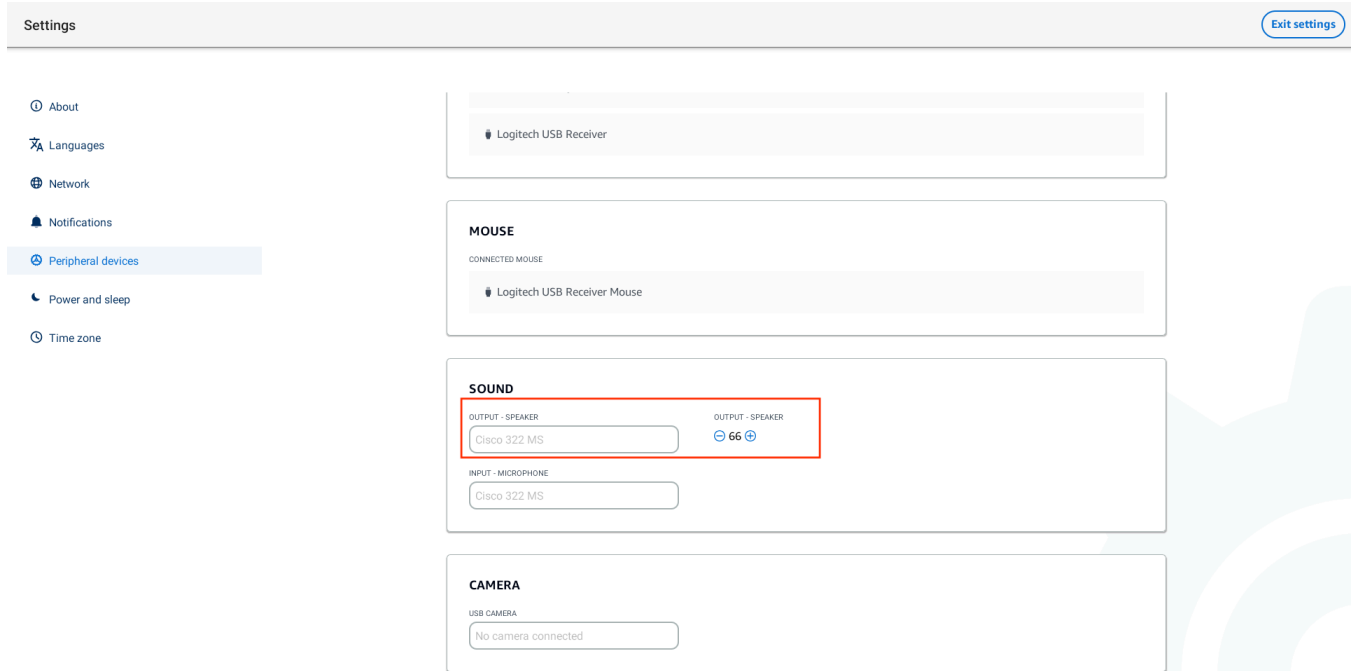 Settings
Exit settings
About
Languages
Network
Notifications
Peripheral devices
Power and sleep
Time zone
Logitech USB Receiver
MOUSE
CONNECTED MOUSE
Logitech USB Receiver Mouse
SOUND
OUTPUT - SPEAKER
Cisco 322 MS
OUTPUT - SPEAKER
66
INPUT - MICROPHONE
Cisco 322 MS
CAMERA
USB CAMERA
No camera connected